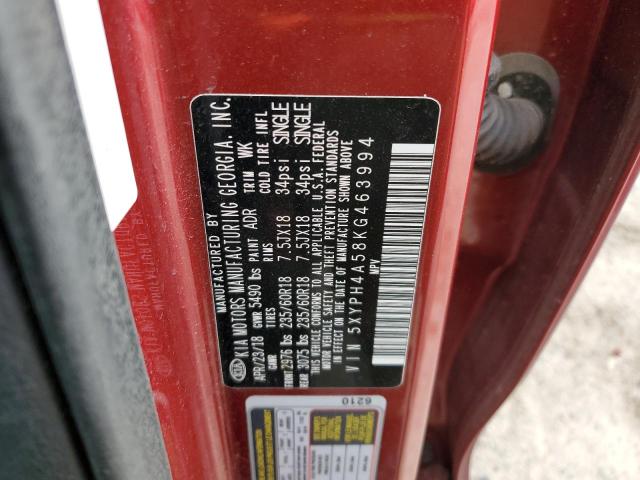 MANUFACTURED BY
KIA KIA MOTORS MANUFACTURING GEORGIA, INC.
APR/23/18 GVWR 5490 lbs PAINT ADR TRIM WK
GAWR TIRES RIMS COLD TIRE INFL
FRONT 2976 lbs 235/60R18 7.5JX18 34psi SINGLE
REAR 3075 lbs 235/60R18 7.5JX18 34psi SINGLE
THIS VEHICLE CONFORMS TO ALL APPLICABLE U.S.A. FEDERAL
MOTOR VEHICLE SAFETY AND THEFT PREVENTION STANDARDS
IN EFFECT ON THE DATE OF MANUFACTURE SHOWN ABOVE
VIN 5XYPH4A58KG463994
MPV
6210